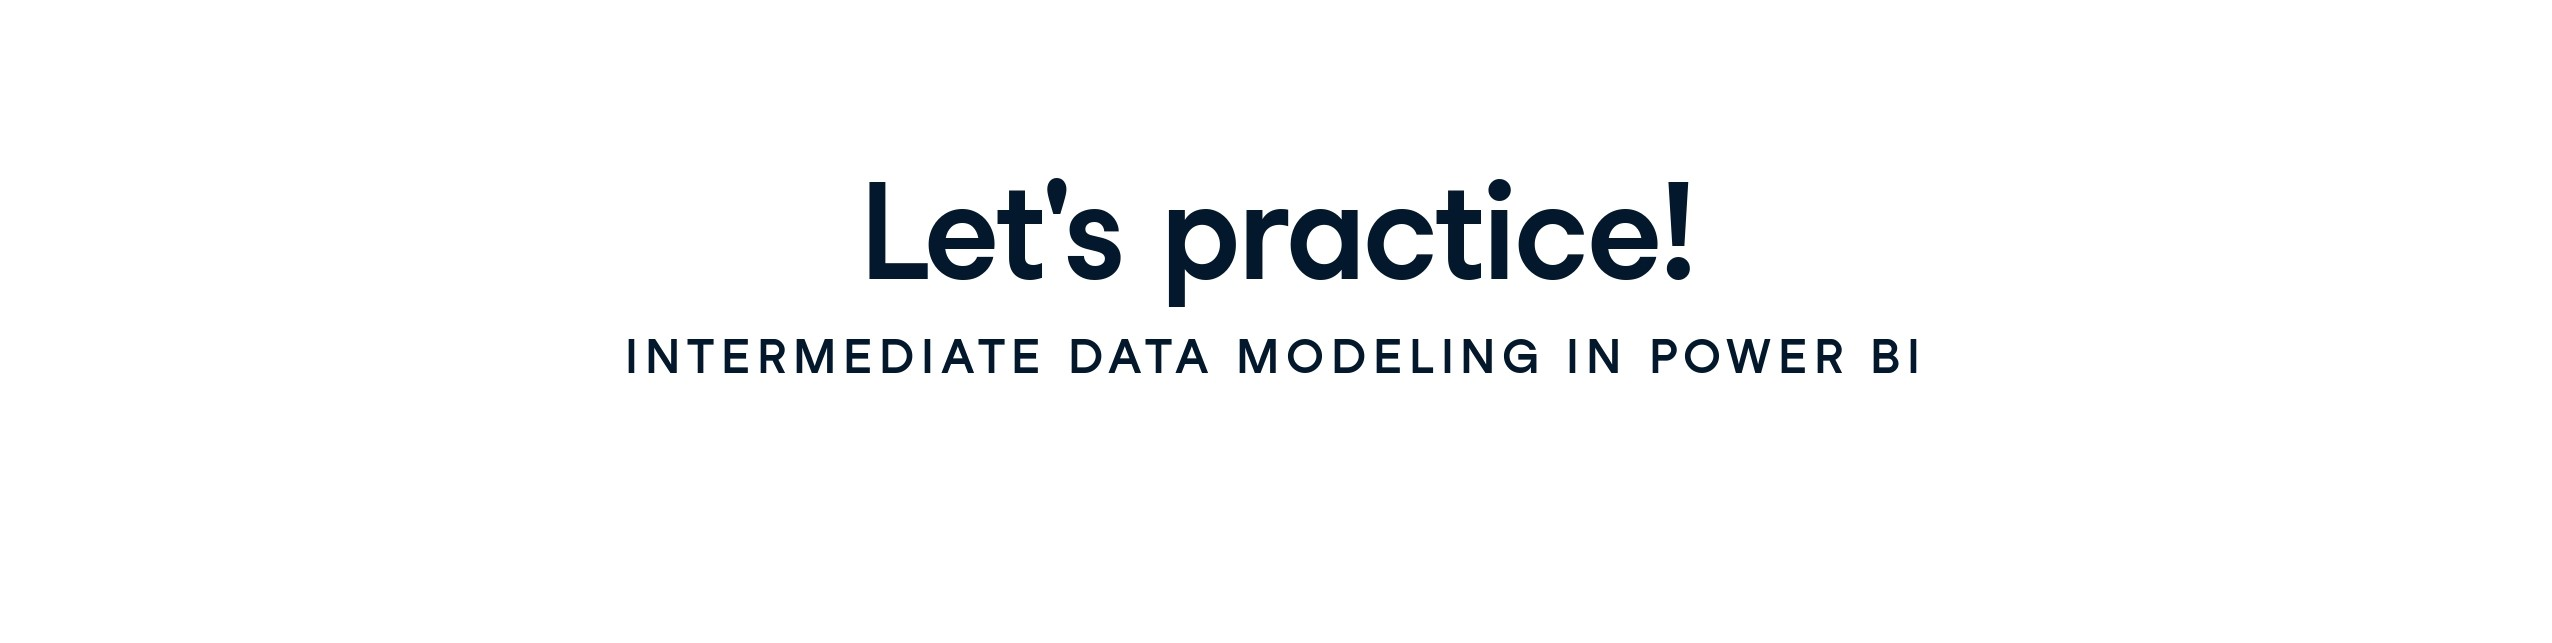 Let's practice!
INTERMEDIATE DATA MODELING IN POWER BI